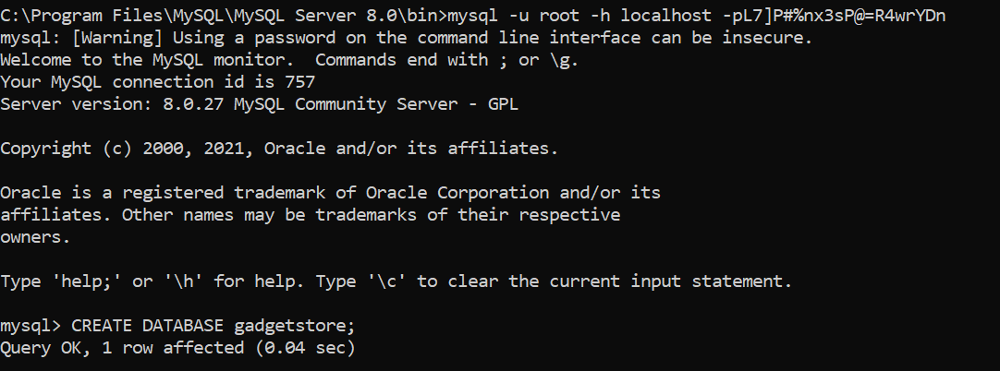 C:\Program Files\MySQL\MySQL Server 8.0\bin>mysql -u root -h localhost -pL7]P#%nx3sP@=R4wrYDn
mysql: [Warning] Using a password on the command line interface can be insecure.
Welcome to the MySQL monitor.  Commands end with ; or \g.
Your MySQL connection id is 757
Server version: 8.0.27 MySQL Community Server - GPL
Copyright (c) 2000, 2021, Oracle and/or its affiliates.
Oracle is a registered trademark of Oracle Corporation and/or its
affiliates. Other names may be trademarks of their respective
owners.
Type 'help;' or '\h' for help. Type '\c' to clear the current input statement.
mysql> CREATE DATABASE gadgetstore;
Query OK, 1 row affected (0.04 sec)